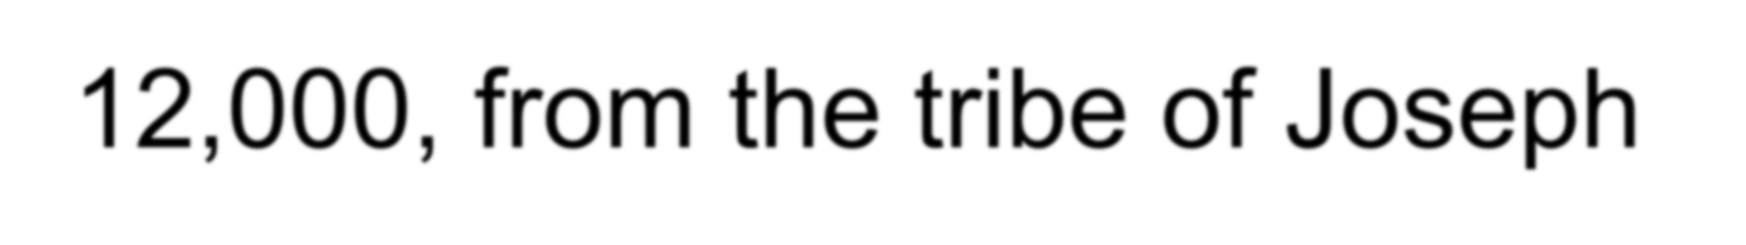 12,000, from the tribe of Joseph